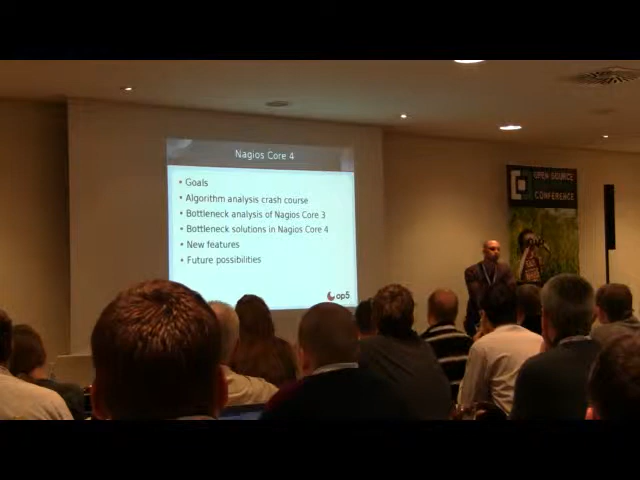 Nagios Core 4
• Goals
• Algorithm analysis crash course
• Bottleneck analysis of Nagios Core 3
• Bottleneck solutions in Nagios Core 4
• New features
• Future possibilities
op5
OPEN SOURCE
CONFERENCE